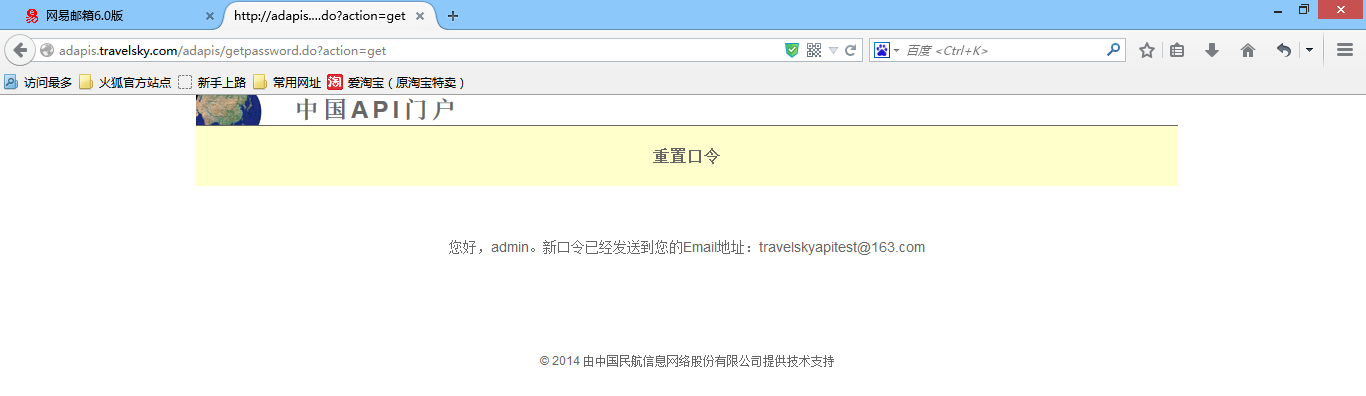 网易邮箱6.0版
http://adapis....do?action=get
adapis.travelsky.com/adapis/getpassword.do?action=get
百度 <Ctrl+K>
访问最多 火狐官方站点 新手上路 常用网址 淘 爱淘宝（原淘宝特卖）
中国API门户
重置口令
您好，admin。新口令已经发送到您的Email地址：travelskyapitest@163.com
© 2014 由中国民航信息网络股份有限公司提供技术支持